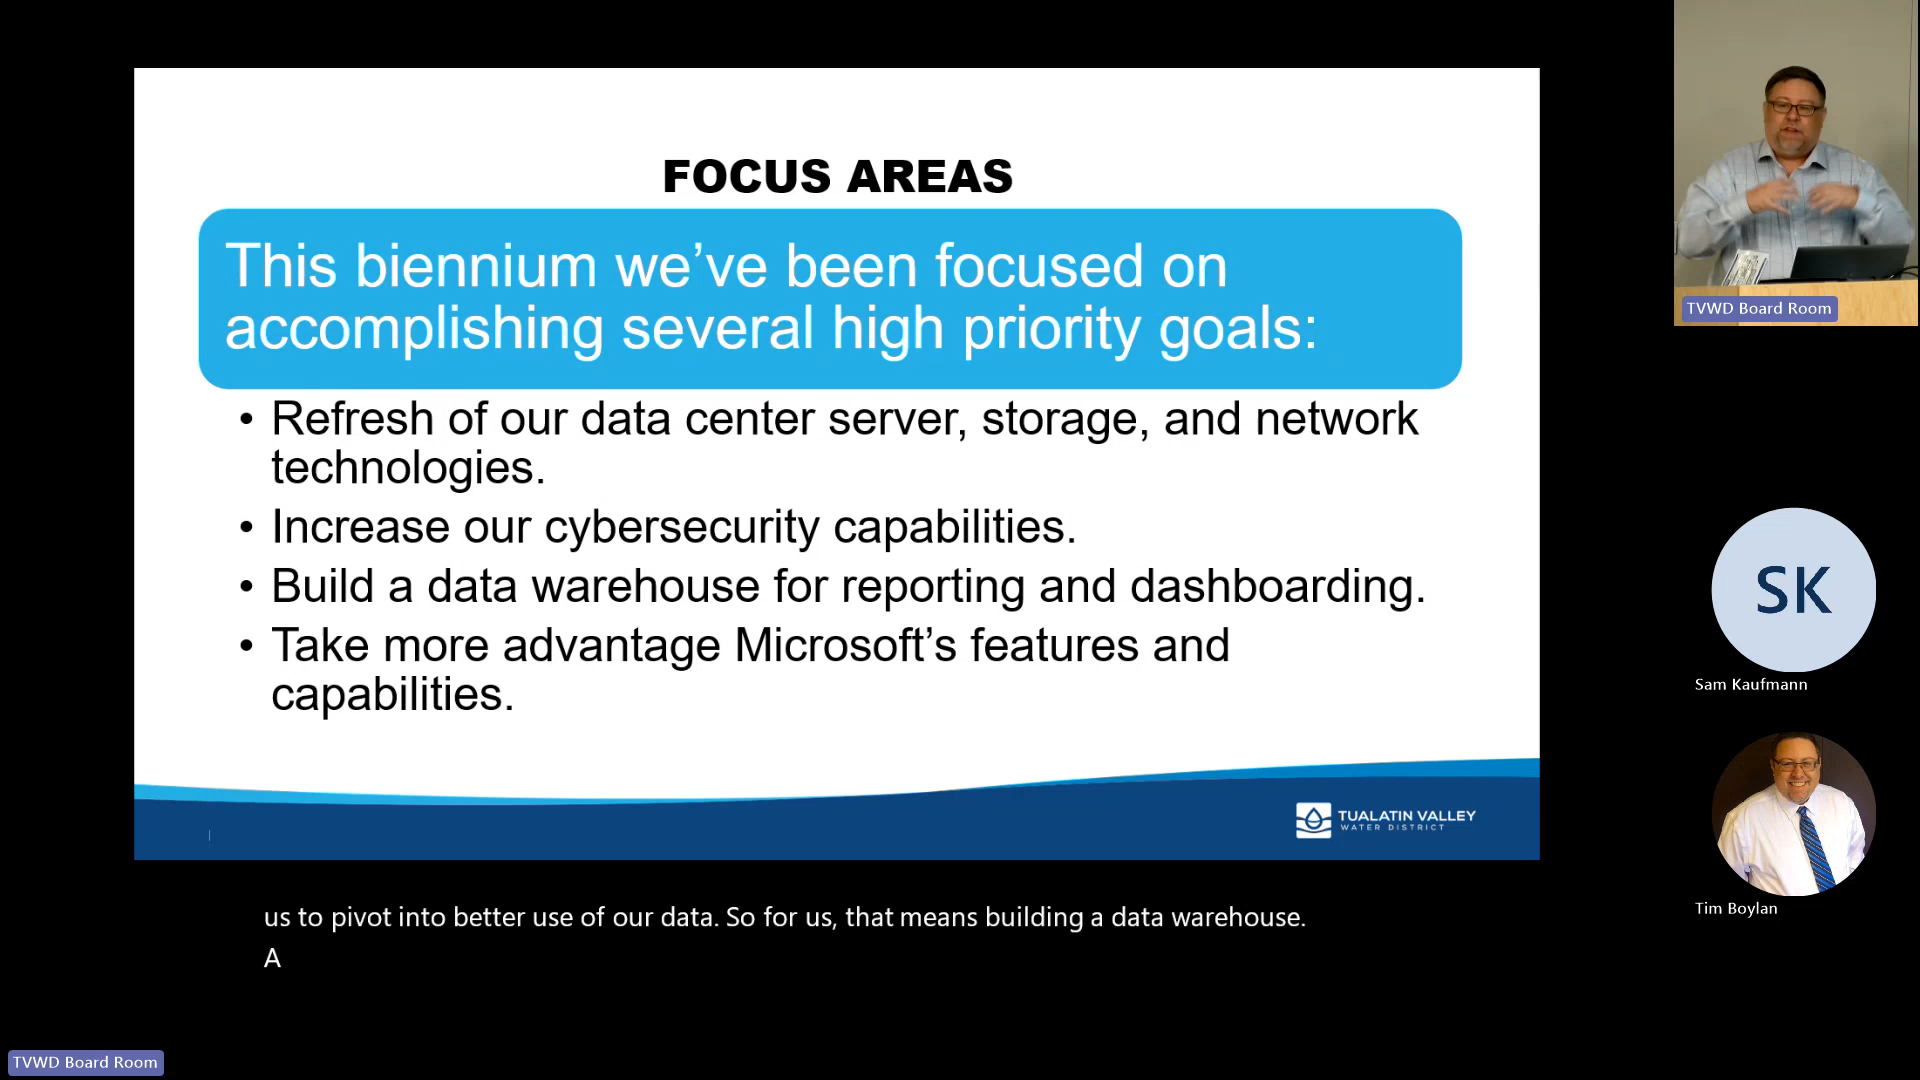 FOCUS AREAS
This biennium we’ve been focused on
accomplishing several high priority goals:
• Refresh of our data center server, storage, and network
technologies.
• Increase our cybersecurity capabilities.
• Build a data warehouse for reporting and dashboarding.
• Take more advantage Microsoft’s features and
capabilities.
TUALATIN VALLEY
WATER DISTRICT
us to pivot into better use of our data. So for us, that means building a data warehouse.
A
TVWD Board Room
TVWD Board Room
SK
Sam Kaufmann
Tim Boylan